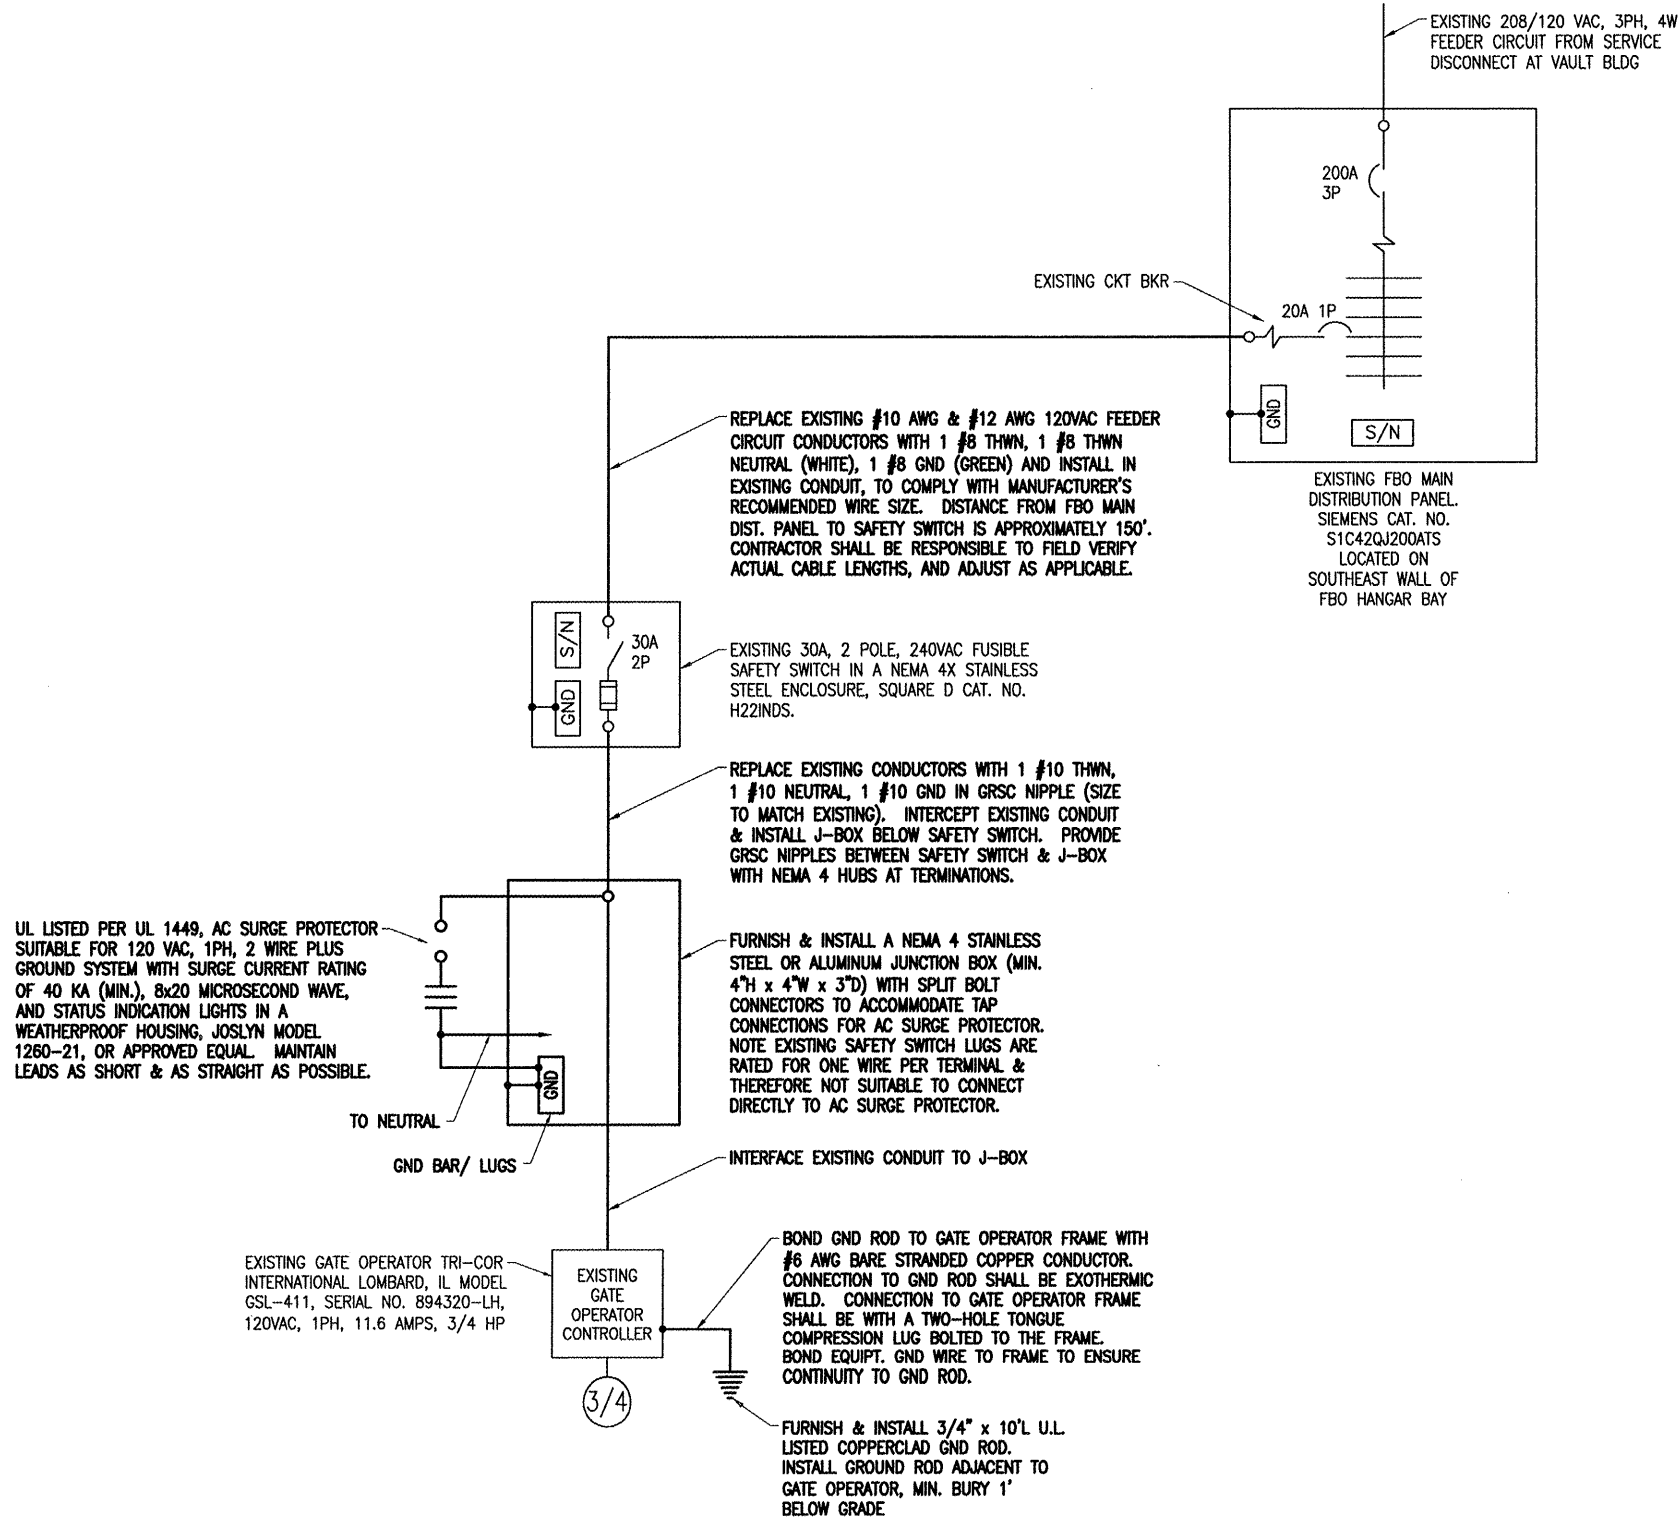 EXISTING 208/120 VAC, 3PH, 4W
FEEDER CIRCUIT FROM SERVICE
DISCONNECT AT VAULT BLDG
200A
3P
EXISTING CKT BKR
20A 1P
GND
S/N
EXISTING FBO MAIN
DISTRIBUTION PANEL.
SIEMENS CAT. NO.
S1C42QJ200ATS
LOCATED ON
SOUTHEAST WALL OF
FBO HANGAR BAY
REPLACE EXISTING #10 AWG & #12 AWG 120VAC FEEDER
CIRCUIT CONDUCTORS WITH 1 #8 THWN, 1 #8 THWN
NEUTRAL (WHITE), 1 #8 GND (GREEN) AND INSTALL IN
EXISTING CONDUIT, TO COMPLY WITH MANUFACTURER'S
RECOMMENDED WIRE SIZE. DISTANCE FROM FBO MAIN
DIST. PANEL TO SAFETY SWITCH IS APPROXIMATELY 150'.
CONTRACTOR SHALL BE RESPONSIBLE TO FIELD VERIFY
ACTUAL CABLE LENGTHS, AND ADJUST AS APPLICABLE.
S/N
30A
2P
GND
EXISTING 30A, 2 POLE, 240VAC FUSIBLE
SAFETY SWITCH IN A NEMA 4X STAINLESS
STEEL ENCLOSURE, SQUARE D CAT. NO.
H22INDS.
REPLACE EXISTING CONDUCTORS WITH 1 #10 THWN,
1 #10 NEUTRAL, 1 #10 GND IN GRSC NIPPLE (SIZE
TO MATCH EXISTING). INTERCEPT EXISTING CONDUIT
& INSTALL J-BOX BELOW SAFETY SWITCH. PROVIDE
GRSC NIPPLES BETWEEN SAFETY SWITCH & J-BOX
WITH NEMA 4 HUBS AT TERMINATIONS.
UL LISTED PER UL 1449, AC SURGE PROTECTOR
SUITABLE FOR 120 VAC, 1PH, 2 WIRE PLUS
GROUND SYSTEM WITH SURGE CURRENT RATING
OF 40 KA (MIN.), 8x20 MICROSECOND WAVE,
AND STATUS INDICATION LIGHTS IN A
WEATHERPROOF HOUSING, JOSLYN MODEL
1260-21, OR APPROVED EQUAL. MAINTAIN
LEADS AS SHORT & AS STRAIGHT AS POSSIBLE.
TO NEUTRAL
GND
GND BAR/ LUGS
FURNISH & INSTALL A NEMA 4 STAINLESS
STEEL OR ALUMINUM JUNCTION BOX (MIN.
4"H x 4"W x 3"D) WITH SPLIT BOLT
CONNECTORS TO ACCOMMODATE TAP
CONNECTIONS FOR AC SURGE PROTECTOR.
NOTE EXISTING SAFETY SWITCH LUGS ARE
RATED FOR ONE WIRE PER TERMINAL &
THEREFORE NOT SUITABLE TO CONNECT
DIRECTLY TO AC SURGE PROTECTOR.
INTERFACE EXISTING CONDUIT TO J-BOX
EXISTING GATE OPERATOR TRI-COR
INTERNATIONAL LOMBARD, IL MODEL
GSL-411, SERIAL NO. 894320-LH,
120VAC, 1PH, 11.6 AMPS, 3/4 HP
EXISTING
GATE
OPERATOR
CONTROLLER
3/4
BOND GND ROD TO GATE OPERATOR FRAME WITH
#6 AWG BARE STRANDED COPPER CONDUCTOR.
CONNECTION TO GND ROD SHALL BE EXOTHERMIC
WELD. CONNECTION TO GATE OPERATOR FRAME
SHALL BE WITH A TWO-HOLE TONGUE
COMPRESSION LUG BOLTED TO THE FRAME.
BOND EQUIPT. GND WIRE TO FRAME TO ENSURE
CONTINUITY TO GND ROD.
FURNISH & INSTALL 3/4" x 10'L U.L.
LISTED COPPERCLAD GND ROD.
INSTALL GROUND ROD ADJACENT TO
GATE OPERATOR, MIN. BURY 1'
BELOW GRADE